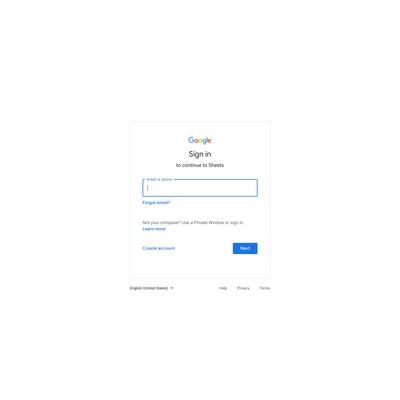 Google
Sign in
to continue to Sheets
Email or phone
Forgot email?
Not your computer? Use a Private Window to sign in.
Learn more
Create account
Next
English (United States)
Help
Privacy
Terms